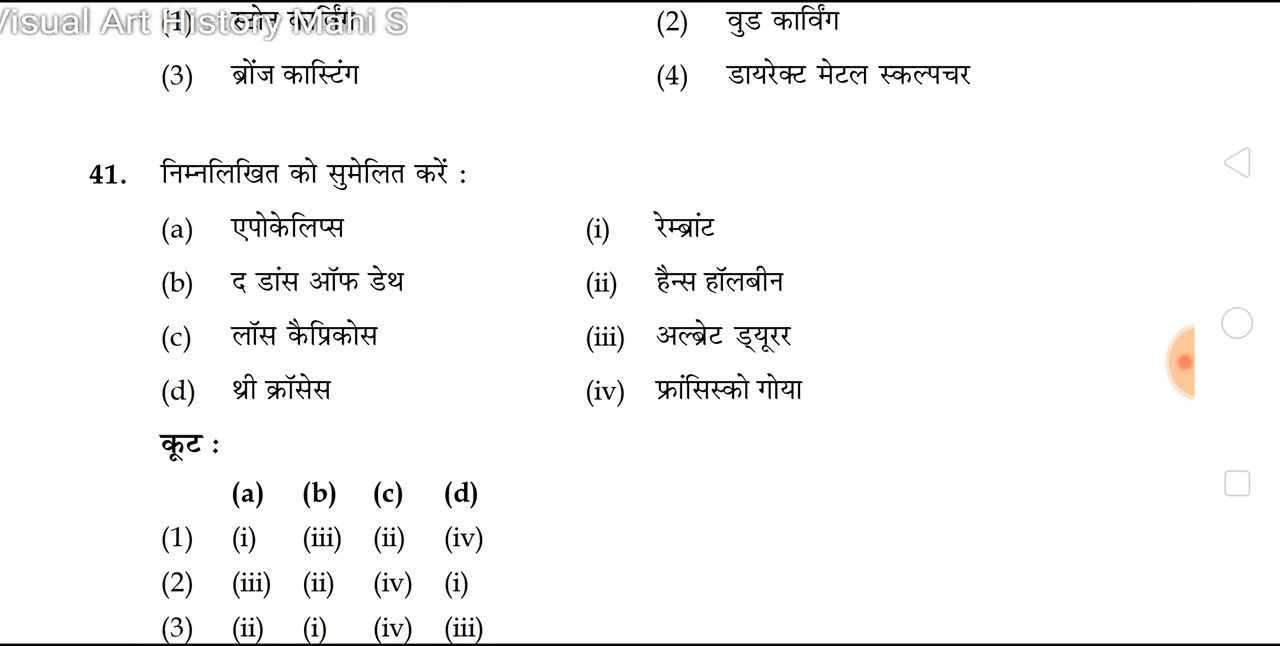 Visual Art History Mahi S
(1) स्टोन कार्विंग (2) वुड कार्विंग
(3) ब्रोंज कास्टिंग (4) डायरेक्ट मेटल स्कल्पचर
41. निम्नलिखित को सुमेलित करें :
(a) एपोकेलिप्स (i) रेम्ब्रांट
(b) द डांस ऑफ डेथ (ii) हैन्स हॉलबीन
(c) लॉस कैप्रिकोस (iii) अल्ब्रेट ड्यूरर
(d) थ्री क्रॉसेस (iv) फ्रांसिस्को गोया
कूट :
(a) (b) (c) (d)
(1) (i) (iii) (ii) (iv)
(2) (iii) (ii) (iv) (i)
(3) (ii) (i) (iv) (iii)